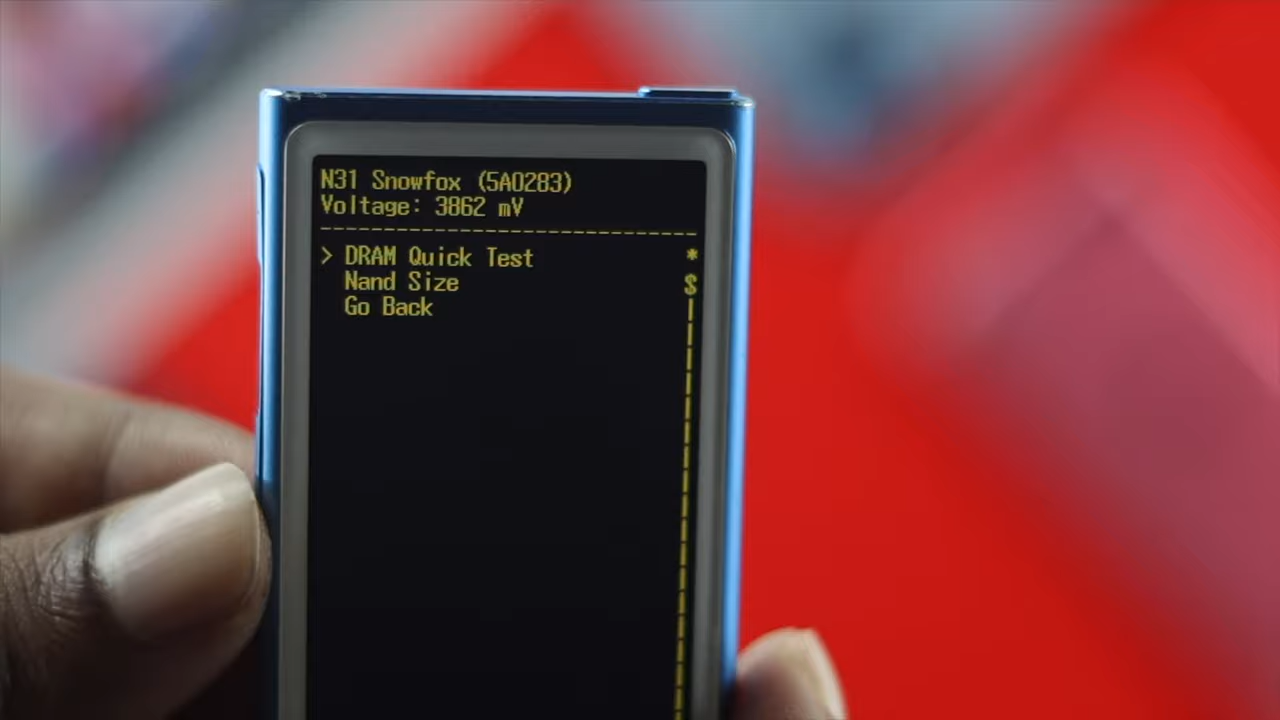 N31 Snowfox (5A0283)
Voltage: 3862 mV
------------------------------
> DRAM Quick Test *
Nand Size $
Go Back |